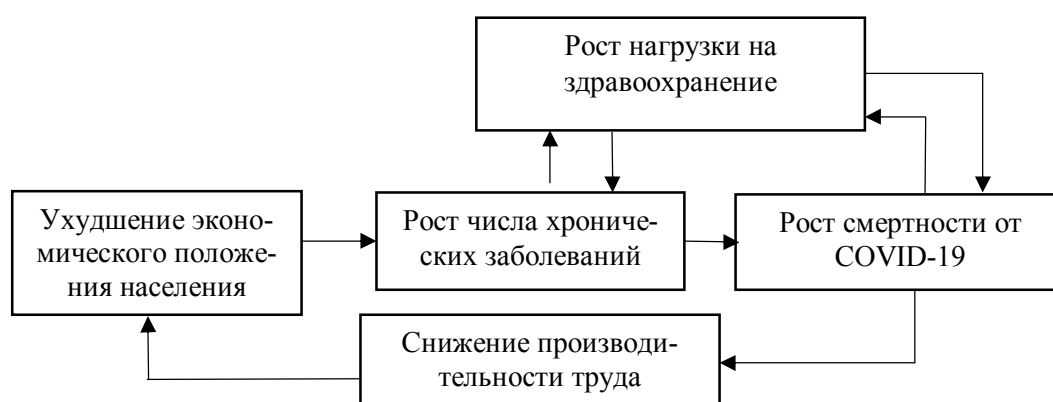 Рост нагрузки на
здравоохранение
Ухудшение эконо-
мического положе-
ния населения
Рост числа хрониче-
ских заболеваний
Рост смертности от
COVID-19
Снижение производи-
тельности труда